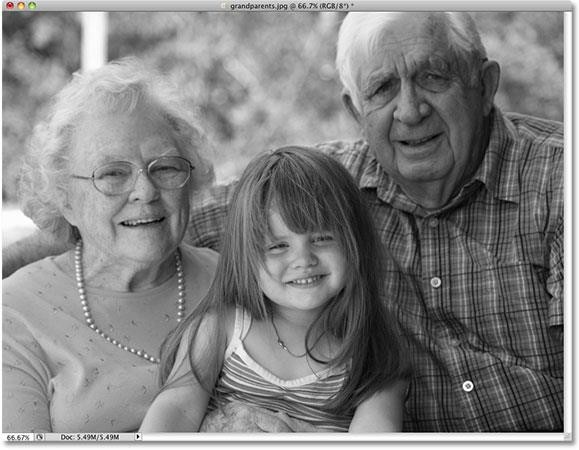 grandparents.jpg @ 66.7% (RGB/8*) *
66.67%
Doc: 5.49M/5.49M